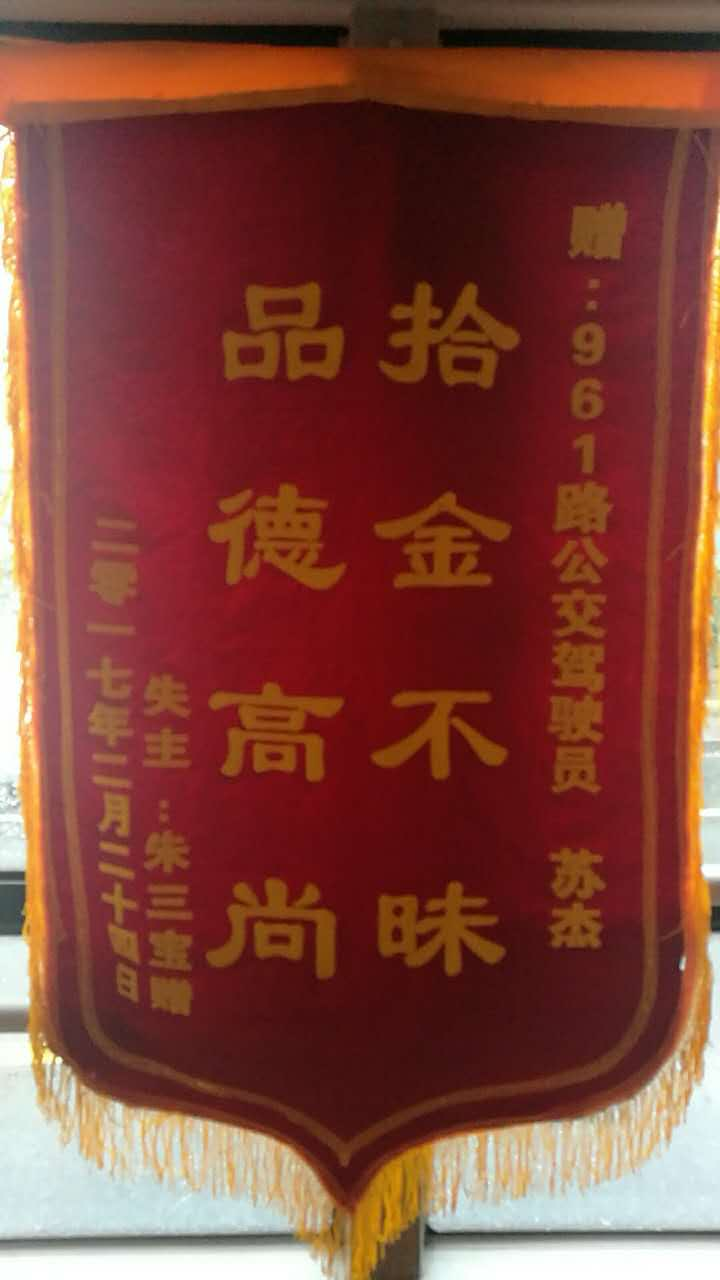 赠:961路公交驾驶员 苏杰
拾金不昧
品德高尚
失主:朱三宝赠
二零一七年二月二十四日